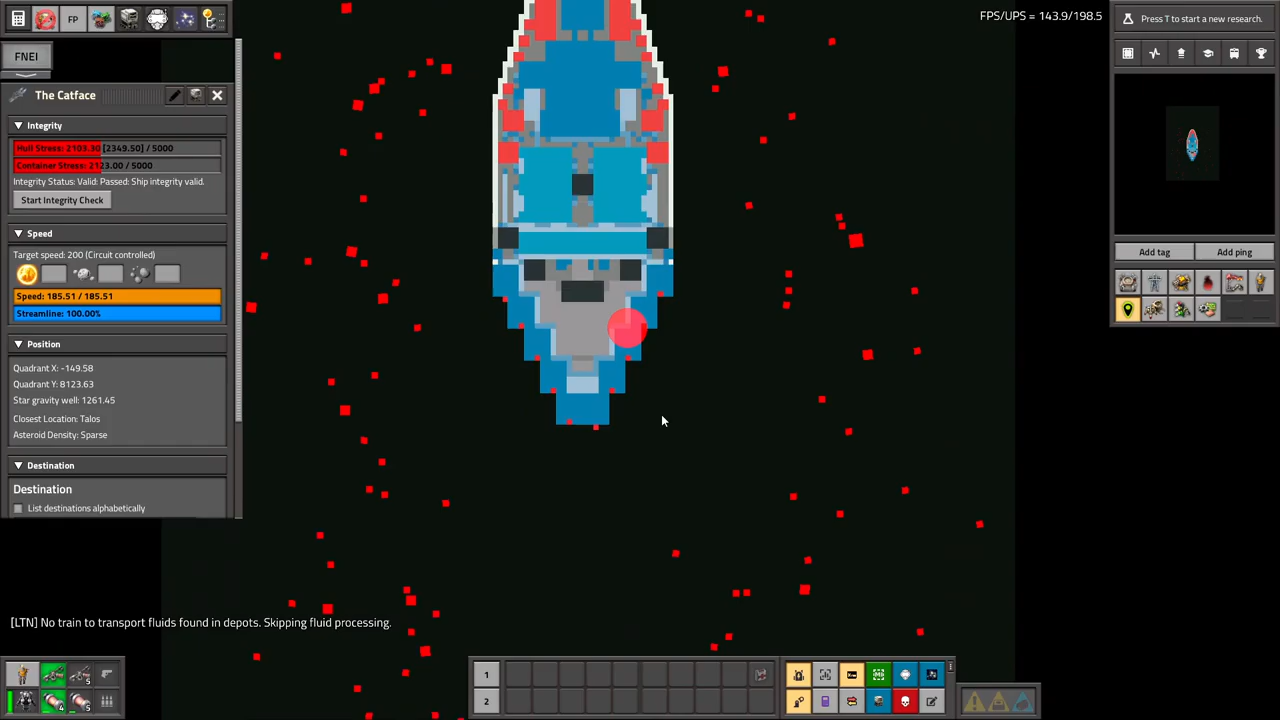 FPS/UPS = 143.9/198.5
Press T to start a new research.
FP
FNEI
The Catface
Integrity
Hull Stress: 2103.30 [2349.50] / 5000
Container Stress: 2123.00 / 5000
Integrity Status: Valid: Passed: Ship integrity valid.
Start Integrity Check
Speed
Target speed: 200 (Circuit controlled)
Speed: 185.51 / 185.51
Streamline: 100.00%
Position
Quadrant X: -149.58
Quadrant Y: 8123.63
Star gravity well: 1261.45
Closest Location: Talos
Asteroid Density: Sparse
Destination
Destination
List destinations alphabetically
Add tag
Add ping
[LTN] No train to transport fluids found in depots. Skipping fluid processing.
5
4
5
1
2